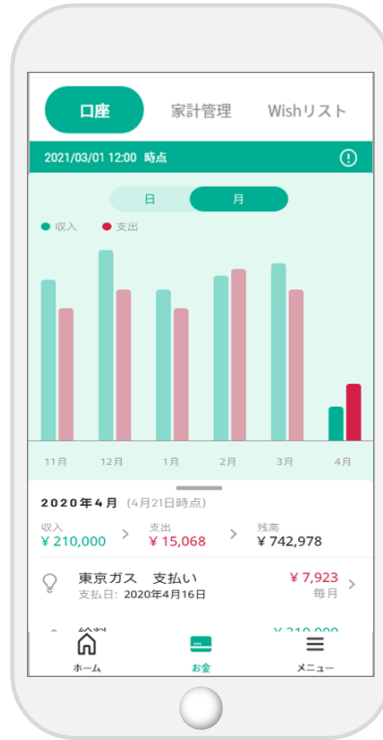 口座 家計管理 Wishリスト
2021/03/01 12:00 時点
日 月
収入 支出
11月 12月 1月 2月 3月 4月
2020年4月 (4月21日時点)
収入 > 支出 > 残高
¥ 210,000 ¥ 15,068 ¥ 742,978
東京ガス 支払い ¥ 7,923
支払日: 2020年4月16日 毎月
ホーム お金 メニュー